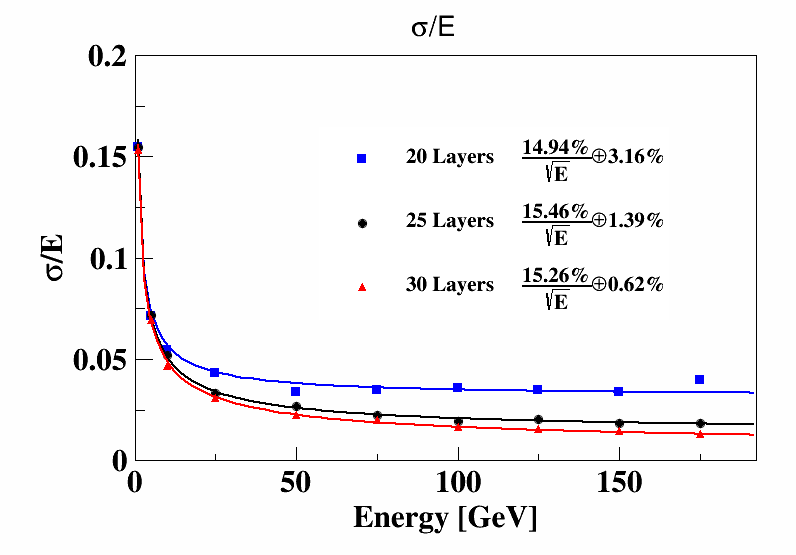 σ/E
0.2
0.15
0.1
0.05
0
σ/E
20 Layers 14.94%/√E ⊕3.16%
25 Layers 15.46%/√E ⊕1.39%
30 Layers 15.26%/√E ⊕0.62%
0 50 100 150
Energy [GeV]